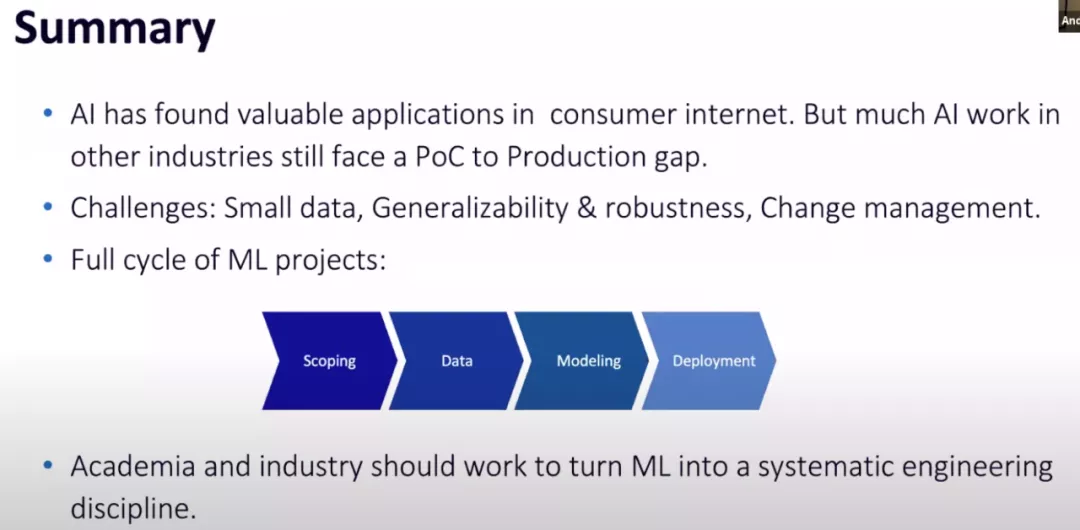 Summary
• AI has found valuable applications in consumer internet. But much AI work in
other industries still face a PoC to Production gap.
• Challenges: Small data, Generalizability & robustness, Change management.
• Full cycle of ML projects:
Scoping
Data
Modeling
Deployment
• Academia and industry should work to turn ML into a systematic engineering
discipline.